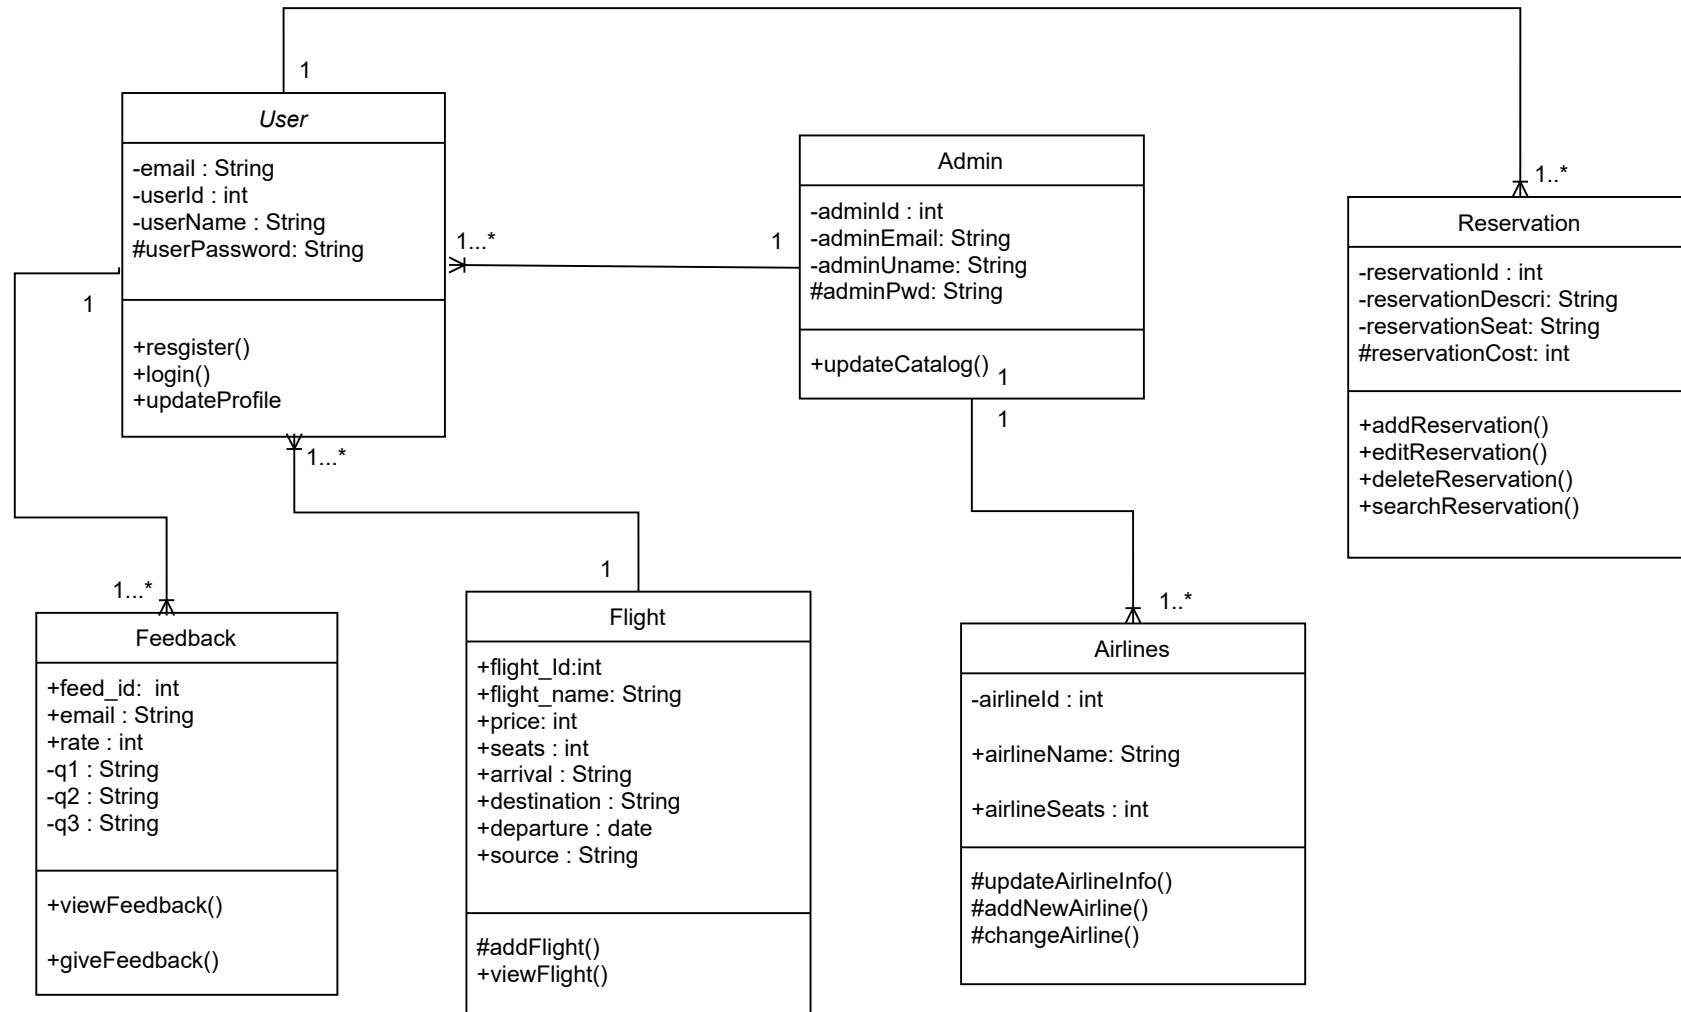 1
User
-email : String
-userId : int
-userName : String
#userPassword: String
+resgister()
+login()
+updateProfile
1...*
1
Admin
-adminId : int
-adminEmail: String
-adminUname: String
#adminPwd: String
+updateCatalog()
1
1
1..*
Reservation
-reservationId : int
-reservationDescri: String
-reservationSeat: String
#reservationCost: int
+addReservation()
+editReservation()
+deleteReservation()
+searchReservation()
1
1...*
1...*
Feedback
+feed_id:  int
+email : String
+rate : int
-q1 : String
-q2 : String
-q3 : String
+viewFeedback()
+giveFeedback()
1
Flight
+flight_Id:int
+flight_name: String
+price: int
+seats : int
+arrival : String
+destination : String
+departure : date
+source : String
#addFlight()
+viewFlight()
1..*
Airlines
-airlineId : int
+airlineName: String
+airlineSeats : int
#updateAirlineInfo()
#addNewAirline()
#changeAirline()